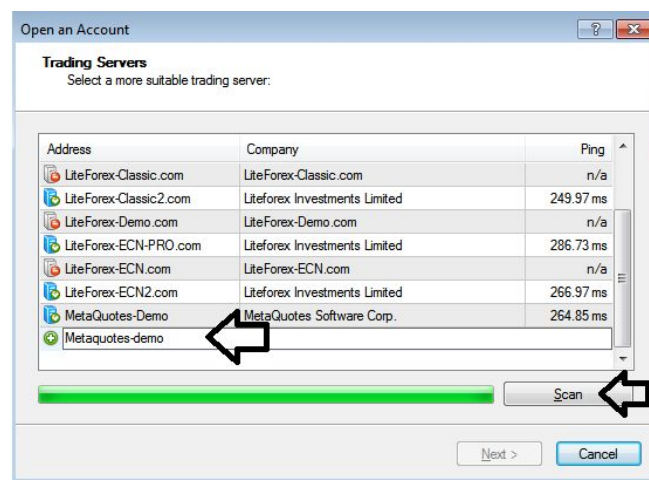 Open an Account
?
Trading Servers
Select a more suitable trading server:
Address Company Ping
LiteForex-Classic.com LiteForex-Classic.com n/a
LiteForex-Classic2.com Liteforex Investments Limited 249.97 ms
LiteForex-Demo.com LiteForex-Demo.com n/a
LiteForex-ECN-PRO.com Liteforex Investments Limited 286.73 ms
LiteForex-ECN.com LiteForex-ECN.com n/a
LiteForex-ECN2.com Liteforex Investments Limited 266.97 ms
MetaQuotes-Demo MetaQuotes Software Corp. 264.85 ms
Metaquotes-demo
Scan
Next > Cancel